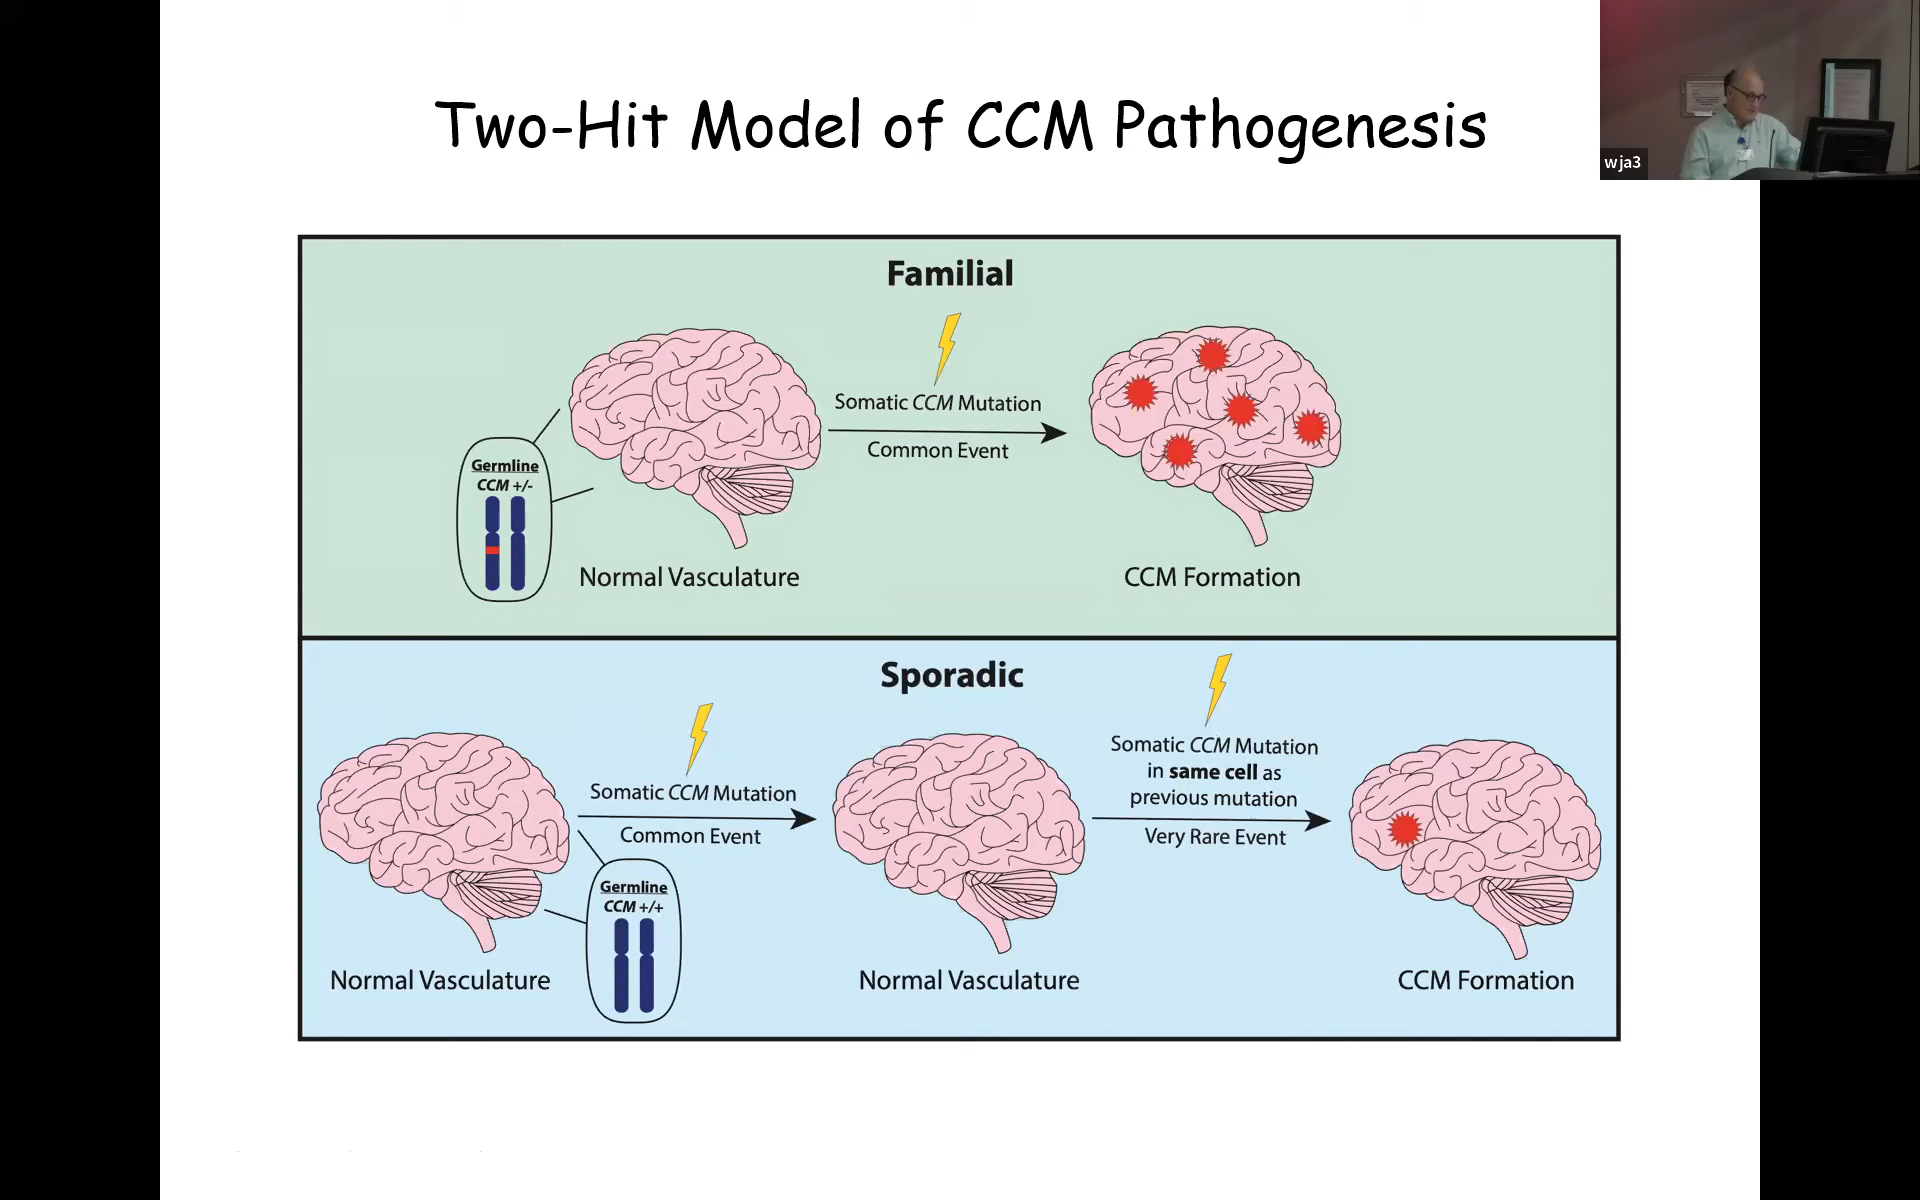 Two-Hit Model of CCM Pathogenesis
wja3
Familial
Somatic CCM Mutation
Common Event
Germline
CCM +/-
Normal Vasculature
CCM Formation
Sporadic
Somatic CCM Mutation
Common Event
Somatic CCM Mutation
in same cell as
previous mutation
Very Rare Event
Germline
CCM +/+
Normal Vasculature
Normal Vasculature
CCM Formation